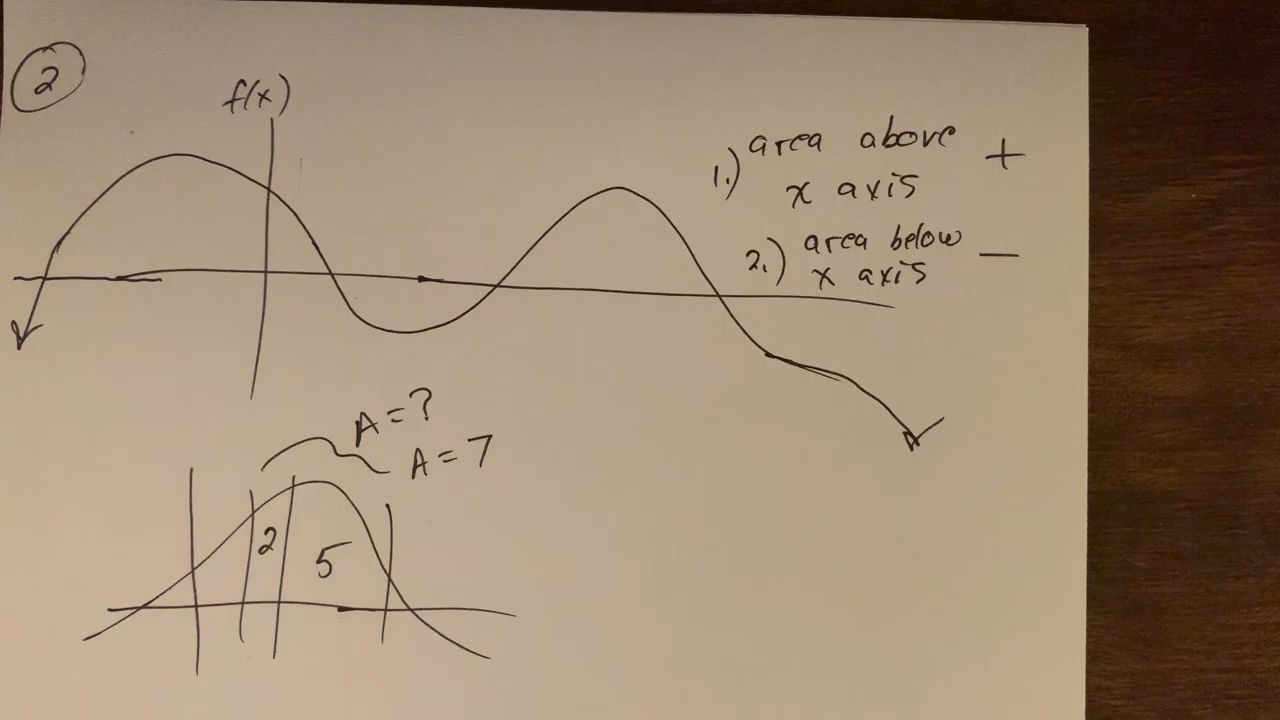 2
f(x)
1.) area above +
x axis
2.) area below −
x axis
A = ?
A = 7
2
5